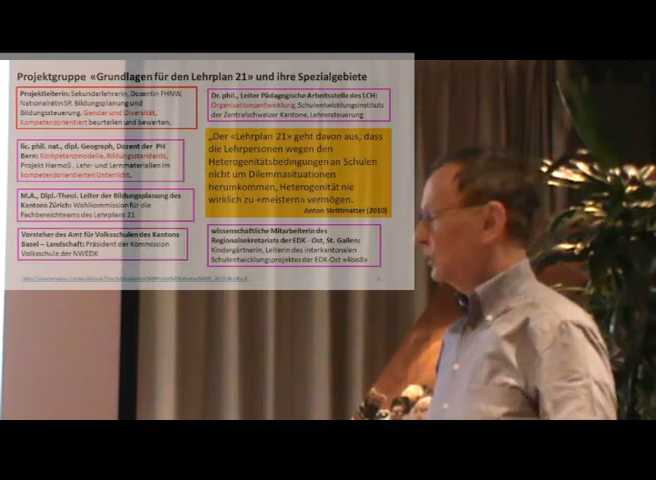 Projektgruppe «Grundlagen für den Lehrplan 21» und ihre Spezialgebiete
Projektleiterin: Sekundarlehrerin, Dozentin FHNW,
Nationalrätin SP, Bildungsplanung und
Bildungssteuerung, Gender und Diversität,
Kompetenzorientiert beurteilen und bewerten.
lic. phil. nat., dipl. Geograph, Dozent der PH
Bern: Kompetenzmodelle, Bildungsstandards,
Projekt HarmoS, Lehr- und Lernmaterialien im
kompetenzorientierten Unterricht.
M.A., Dipl.-Theol. Leiter der Bildungsplanung des
Kantons Zürich: Wahlkommission für die
Fachbereichteams des Lehrplans 21
Vorsteher des Amt für Volksschulen des Kantons
Basel – Landschaft: Präsident der Kommission
Volksschule der NWEDK
Dr. phil., Leiter Pädagogische Arbeitsstelle des LCH:
Organisationsentwicklung, Schulentwicklungsinstituts
der Zentralschweizer Kantone, Lehrersteuerung
„Der «Lehrplan 21» geht davon aus, dass
die Lehrpersonen wegen den
Heterogenitätsbedingungen an Schulen
nicht um Dilemmasituationen
herumkommen, Heterogenität nie
wirklich zu «meistern» vermögen.
Anton Strittmatter (2010)
wissenschaftliche Mitarbeiterin des
Regionalsekretariats der EDK - Ost, St. Gallen:
Kindergärtnerin, Leiterin des interkantonalen
Schulentwicklungsprojektes der EDK-Ost «4bis8»